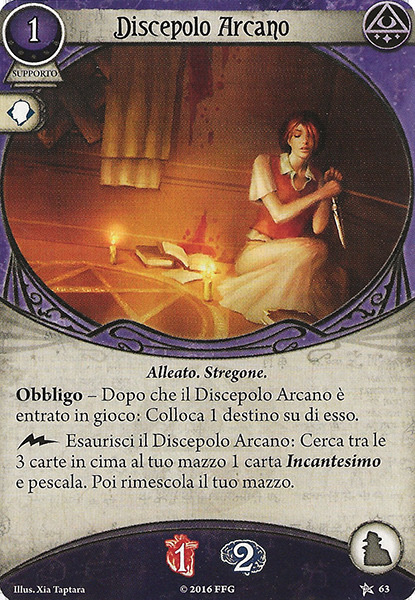 1
Discepolo Arcano
SUPPORTO
Alleato. Stregone.
Obbligo – Dopo che il Discepolo Arcano è
entrato in gioco: Colloca 1 destino su di esso.
Esaurisci il Discepolo Arcano: Cerca tra le
3 carte in cima al tuo mazzo 1 carta Incantesimo
e pescala. Poi rimescola il tuo mazzo.
1 2
Illus. Xia Taptara © 2016 FFG 63